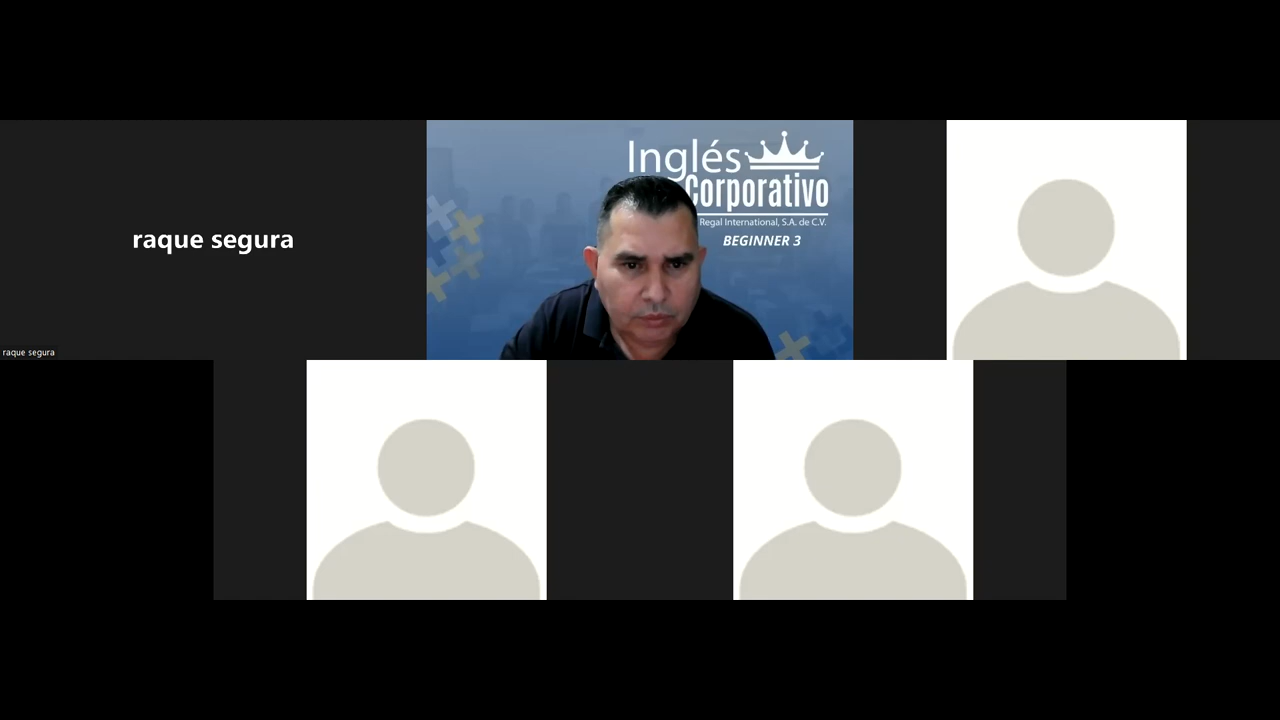 raque segura
raque segura
Inglés
Corporativo
Regal International, S.A. de C.V.
BEGINNER 3